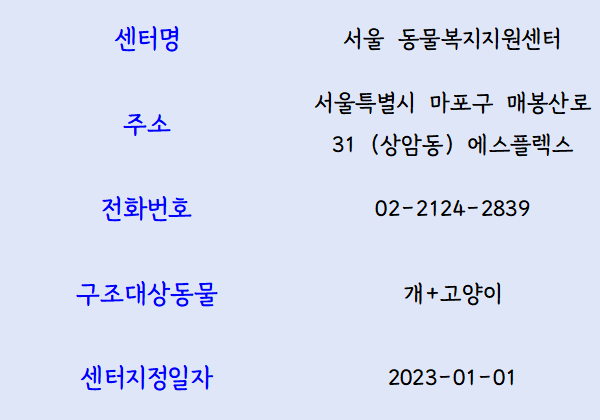 센터명 서울 동물복지지원센터
주소 서울특별시 마포구 매봉산로
31 (상암동) 에스플렉스
전화번호 02-2124-2839
구조대상동물 개+고양이
센터지정일자 2023-01-01